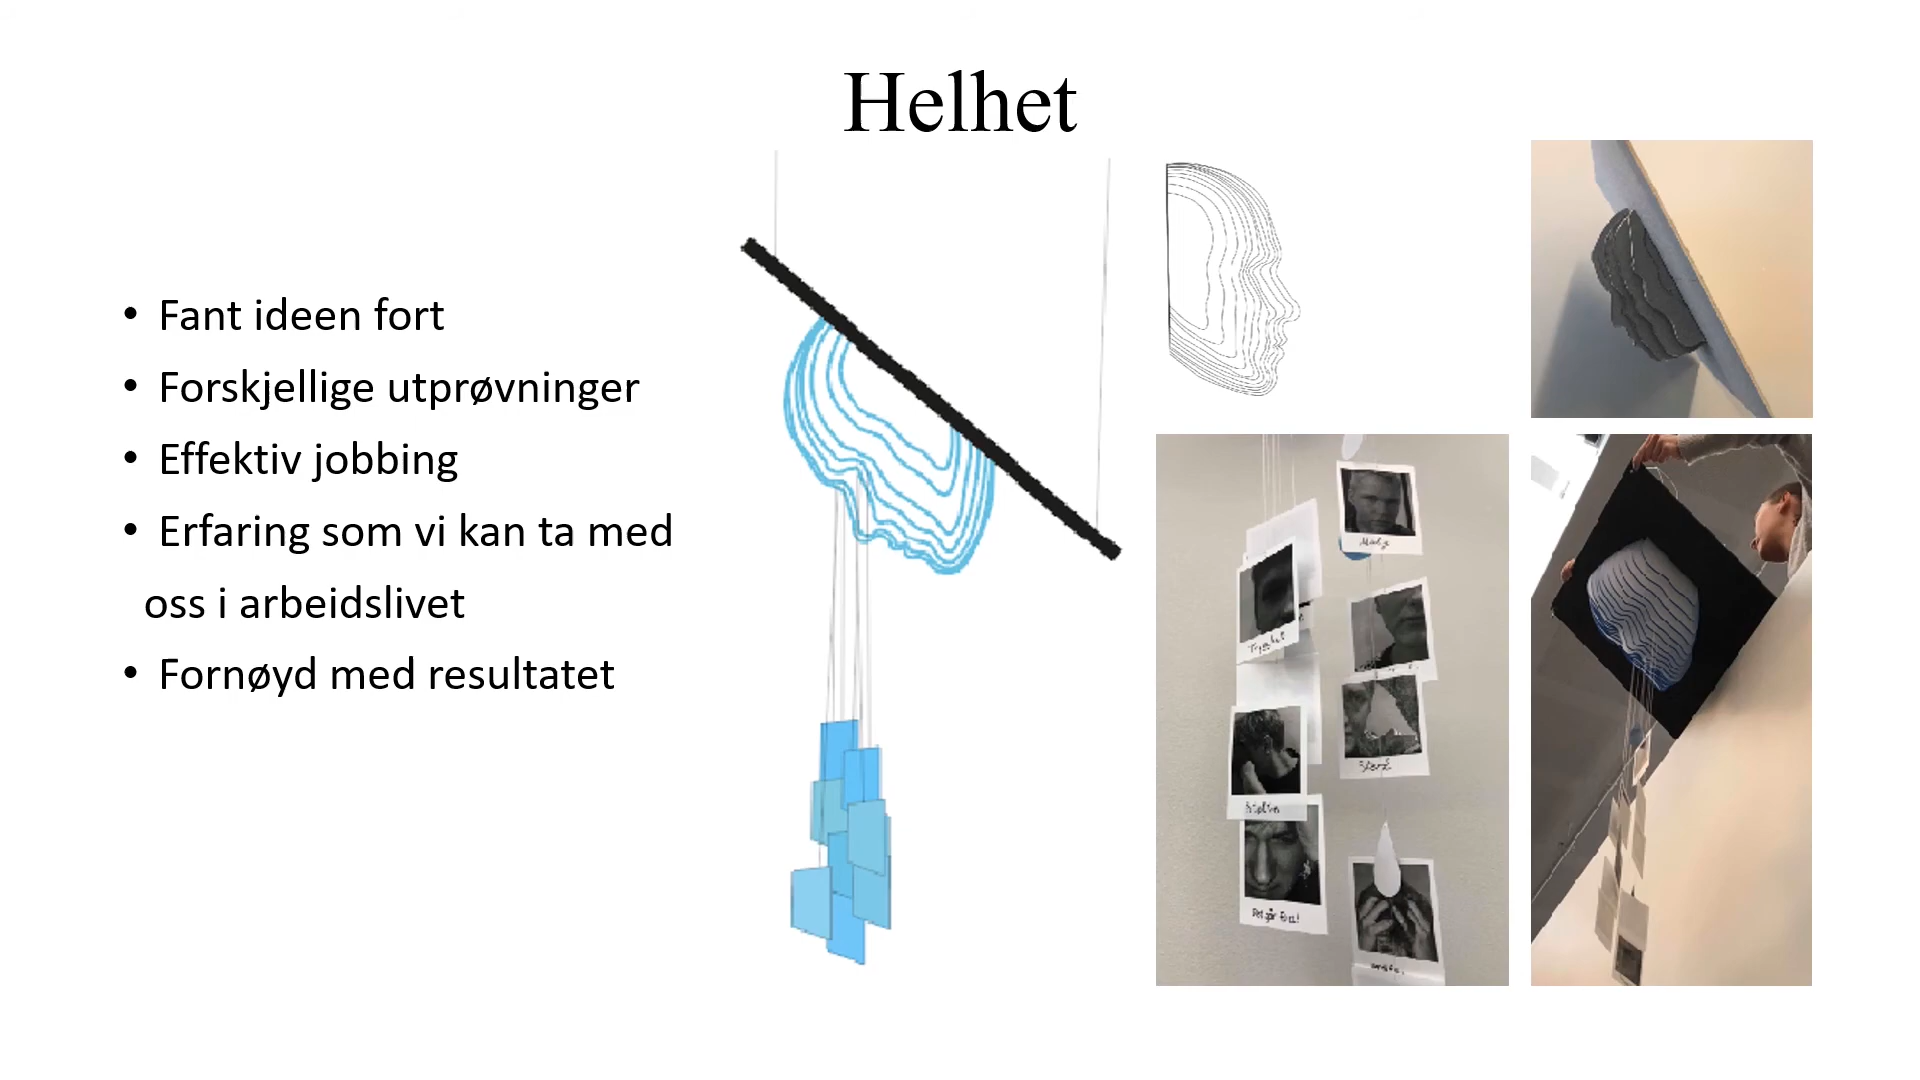 Helhet
• Fant ideen fort
• Forskjellige utprøvninger
• Effektiv jobbing
• Erfaring som vi kan ta med
oss i arbeidslivet
• Fornøyd med resultatet